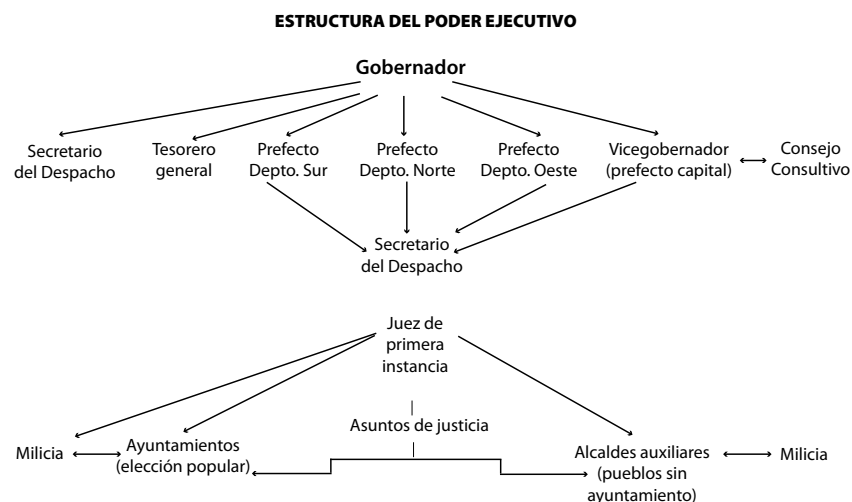 ESTRUCTURA DEL PODER EJECUTIVO
Gobernador
Secretario
del Despacho
Tesorero
general
Prefecto
Depto. Sur
Prefecto
Depto. Norte
Prefecto
Depto. Oeste
Vicegobernador
(prefecto capital)
Consejo
Consultivo
Secretario
del Despacho
Juez de
primera
instancia
Asuntos de justicia
Milicia
Ayuntamientos
(elección popular)
Alcaldes auxiliares
(pueblos sin
ayuntamiento)
Milicia